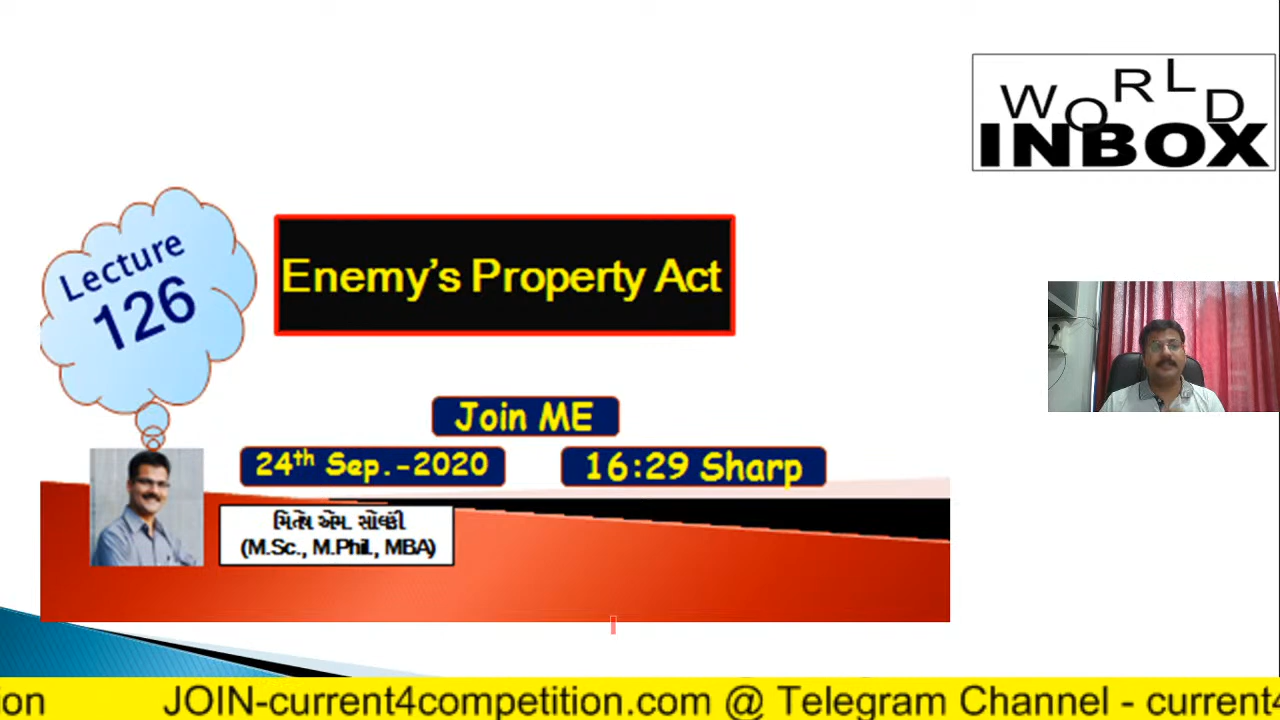 WORLD
INBOX
Lecture
126
Enemy's Property Act
Join ME
24th Sep.-2020
16:29 Sharp
મિતેષ એમ. સોલંકી
(M.Sc., M.Phil., MBA)
ion JOIN-current4competition.com @ Telegram Channel - current4